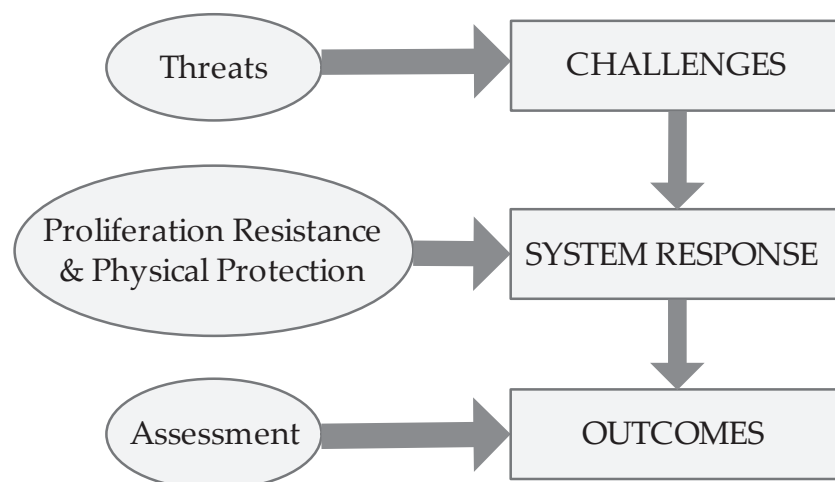 Threats
CHALLENGES
Proliferation Resistance
& Physical Protection
SYSTEM RESPONSE
Assessment
OUTCOMES